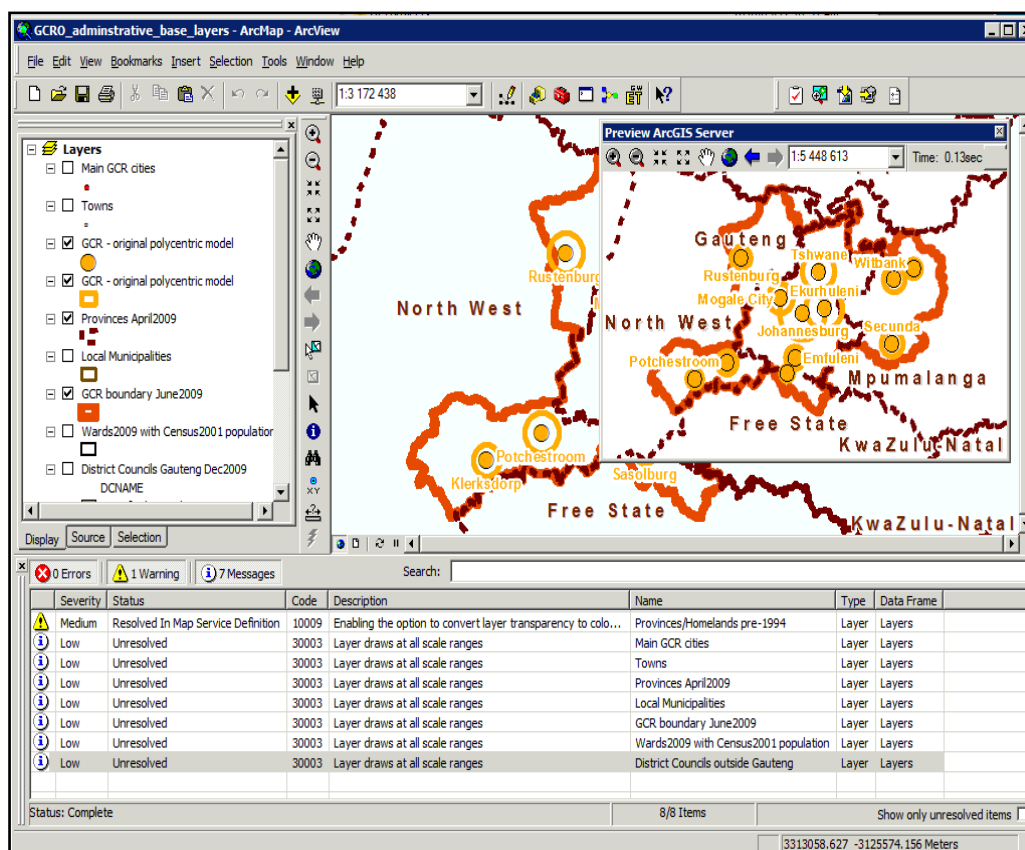 GCRO_adminstrative_base_layers - ArcMap - ArcView
File Edit View Bookmarks Insert Selection Tools Window Help
1:3 172 438
Layers
Main GCR cities
Towns
GCR - original polycentric model
GCR - original polycentric model
Provinces April2009
Local Municipalities
GCR boundary June2009
Wards2009 with Census2001 population
District Councils Gauteng Dec2009
DCNAME
Display Source Selection
Rustenburg
North West
Potchestroom
Klerksdorp
Sasolburg
Free State
KwaZulu-Natal
Preview ArcGIS Server
1:5 448 613 Time: 0.13sec
Gauteng
Tshwane
Rustenburg
Witbank
Mogale City
Ekurhuleni
North West
Johannesburg
Secunda
Potchestroom
Emfuleni
Mpumalanga
Free State
KwaZulu-Natal
0 Errors 1 Warning 7 Messages Search:
Severity Status Code Description Name Type Data Frame
Medium Resolved In Map Service Definition 10009 Enabling the option to convert layer transparency to colo... Provinces/Homelands pre-1994 Layer Layers
Low Unresolved 30003 Layer draws at all scale ranges Main GCR cities Layer Layers
Low Unresolved 30003 Layer draws at all scale ranges Towns Layer Layers
Low Unresolved 30003 Layer draws at all scale ranges Provinces April2009 Layer Layers
Low Unresolved 30003 Layer draws at all scale ranges Local Municipalities Layer Layers
Low Unresolved 30003 Layer draws at all scale ranges GCR boundary June2009 Layer Layers
Low Unresolved 30003 Layer draws at all scale ranges Wards2009 with Census2001 population Layer Layers
Low Unresolved 30003 Layer draws at all scale ranges District Councils outside Gauteng Layer Layers
Status: Complete 8/8 Items Show only unresolved items
3313058.627 -3125574.156 Meters